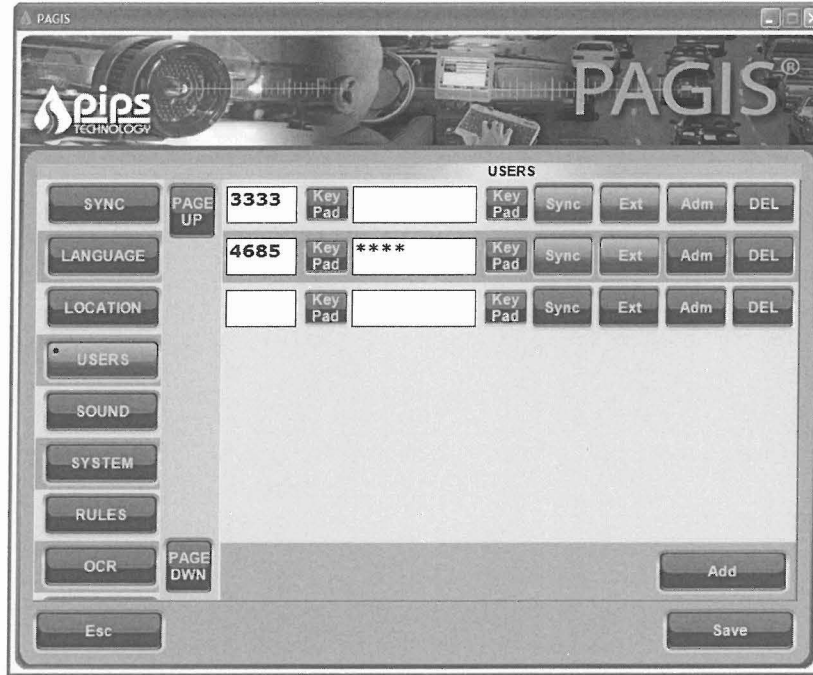 PAGIS
pips
TECHNOLOGY
PAGIS®
USERS
SYNC
PAGE UP
3333
Key Pad
Key Pad
Sync
Ext
Adm
DEL
LANGUAGE
4685
Key Pad
****
Key Pad
Sync
Ext
Adm
DEL
LOCATION
Key Pad
Key Pad
Sync
Ext
Adm
DEL
USERS
SOUND
SYSTEM
RULES
OCR
PAGE DWN
Add
Esc
Save